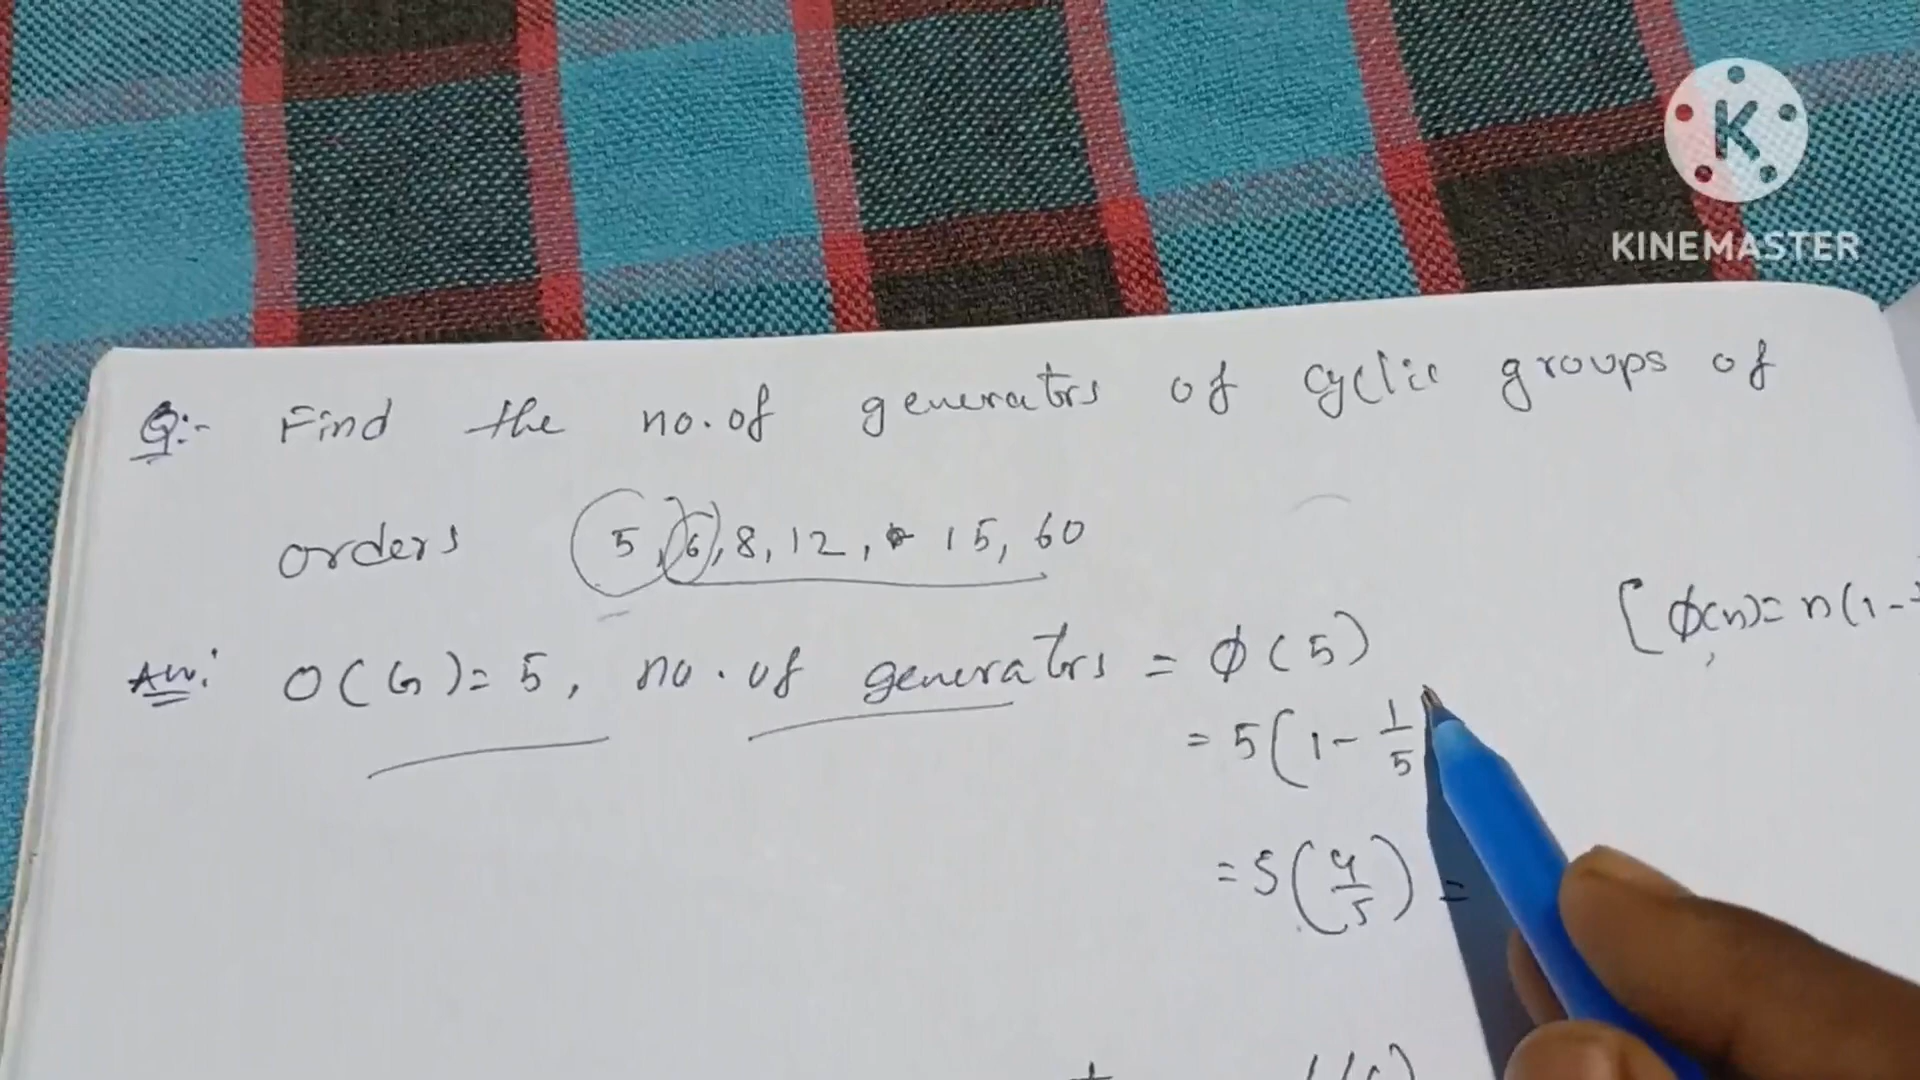 K
KINEMASTER
Q:- Find the no. of generators of cyclic groups of
orders 5, 6, 8, 12, 15, 60
[ φ(n) = n(1 -
Aw: O(G) = 5, no. of generators = φ(5)
= 5(1 - 1/5
= 5(4/5) =